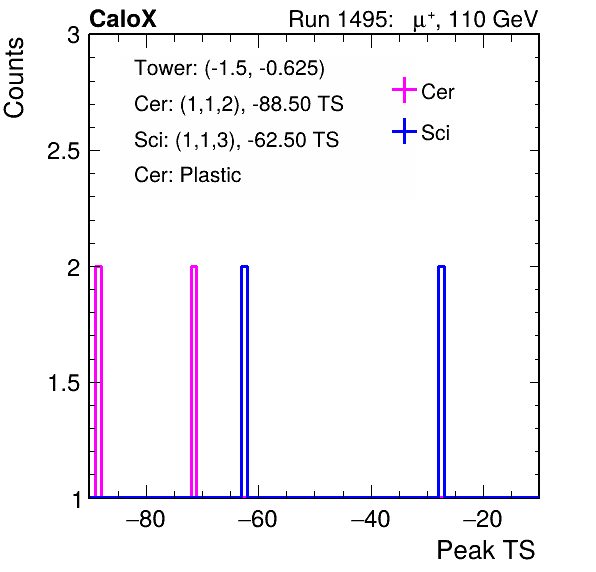 CaloX Run 1495: μ⁺, 110 GeV
Counts
3
2.5
2
1.5
1
Tower: (-1.5, -0.625)
Cer: (1,1,2), -88.50 TS
Sci: (1,1,3), -62.50 TS
Cer: Plastic
Cer
Sci
−80 −60 −40 −20
Peak TS